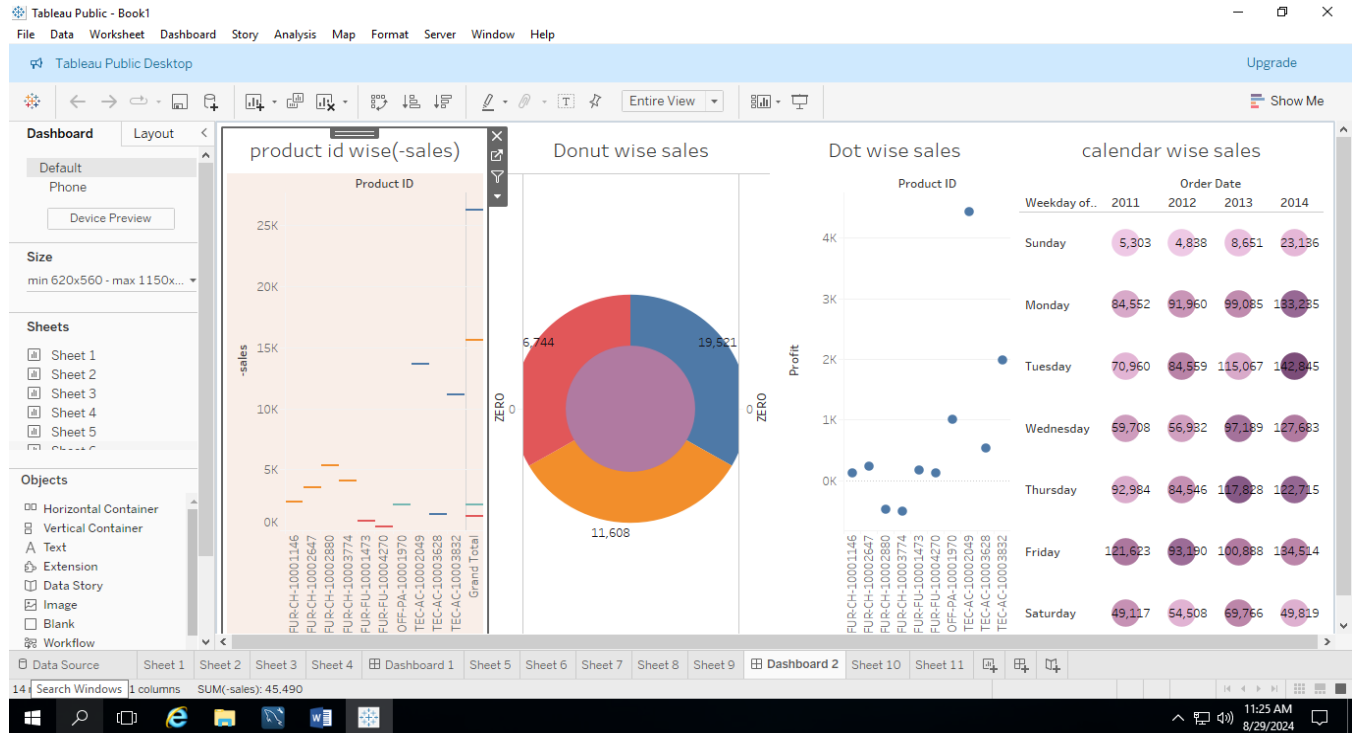 Tableau Public - Book1
File Data Worksheet Dashboard Story Analysis Map Format Server Window Help
Tableau Public Desktop
Upgrade
T
Entire View
Show Me
Dashboard
Layout
Default
Phone
Device Preview
Size
min 620x560 - max 1150x...
Sheets
Sheet 1
Sheet 2
Sheet 3
Sheet 4
Sheet 5
Objects
Horizontal Container
Vertical Container
A Text
Extension
Data Story
Image
Blank
Workflow
product id wise(-sales)
Product ID
-sales
25K
20K
15K
10K
5K
0K
FUR-CH-10001146
FUR-CH-10002647
FUR-CH-10002880
FUR-CH-10003774
FUR-FU-10001473
FUR-FU-10004270
OFF-PA-10001970
TEC-AC-10002049
TEC-AC-10003628
TEC-AC-10003832
Grand Total
Donut wise sales
ZERO
0
6,744
19,521
11,608
0
ZERO
Dot wise sales
Product ID
Profit
4K
3K
2K
1K
0K
FUR-CH-10001146
FUR-CH-10002647
FUR-CH-10002880
FUR-CH-10003774
FUR-FU-10001473
FUR-FU-10004270
OFF-PA-10001970
TEC-AC-10002049
TEC-AC-10003628
TEC-AC-10003832
calendar wise sales
Order Date
Weekday of.. 2011 2012 2013 2014
Sunday 5,303 4,838 8,651 23,136
Monday 84,552 91,960 99,085 133,235
Tuesday 70,960 84,559 115,067 142,845
Wednesday 59,708 56,932 97,189 127,683
Thursday 92,984 84,546 117,828 122,715
Friday 121,623 93,190 100,888 134,514
Saturday 49,117 54,508 69,766 49,819
Data Source Sheet 1 Sheet 2 Sheet 3 Sheet 4 Dashboard 1 Sheet 5 Sheet 6 Sheet 7 Sheet 8 Sheet 9 Dashboard 2 Sheet 10 Sheet 11
14 Search Windows 1 columns SUM(-sales): 45,490
11:25 AM
8/29/2024